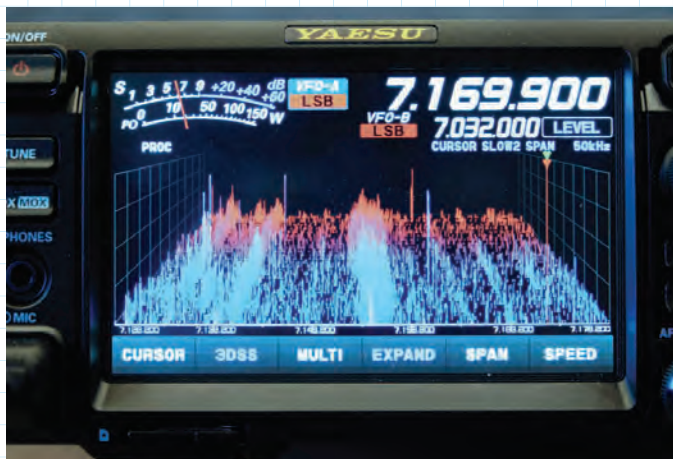 ON/OFF
YAESU
S 1 3 5 7 9 +20 +40 +60 dB
PO 0 10 50 100 150 W
VFO-A
LSB
7.169.900
VFO-B
LSB
7.032.000
LEVEL
TUNE
PROC
CURSOR SLOW2 SPAN 50kHz
X MOX
PHONES
MIC
CURSOR
3DSS
MULTI
EXPAND
SPAN
SPEED
AF